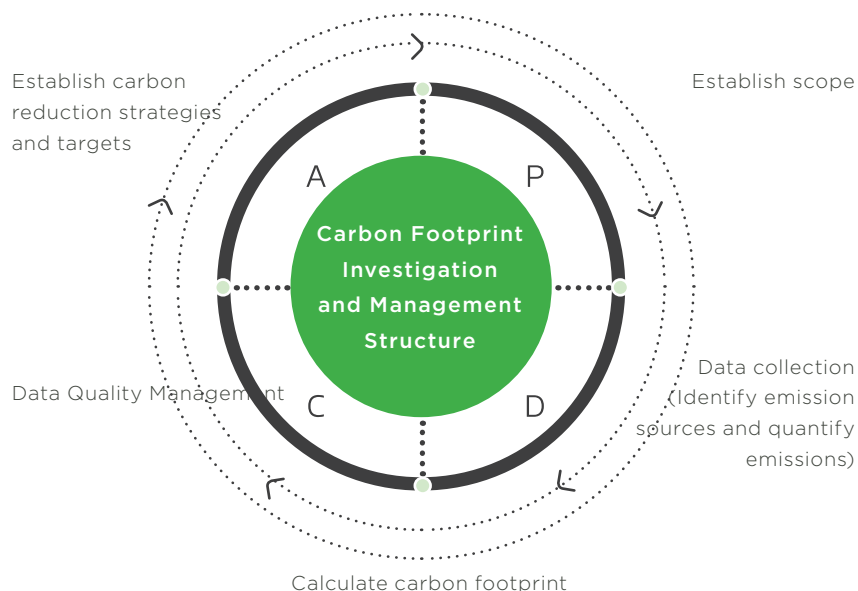 Establish carbon
reduction strategies
and targets
Establish scope
A
P
Carbon Footprint
Investigation
and Management
Structure
Data Quality Management
C
D
Data collection
(Identify emission
sources and quantify
emissions)
Calculate carbon footprint